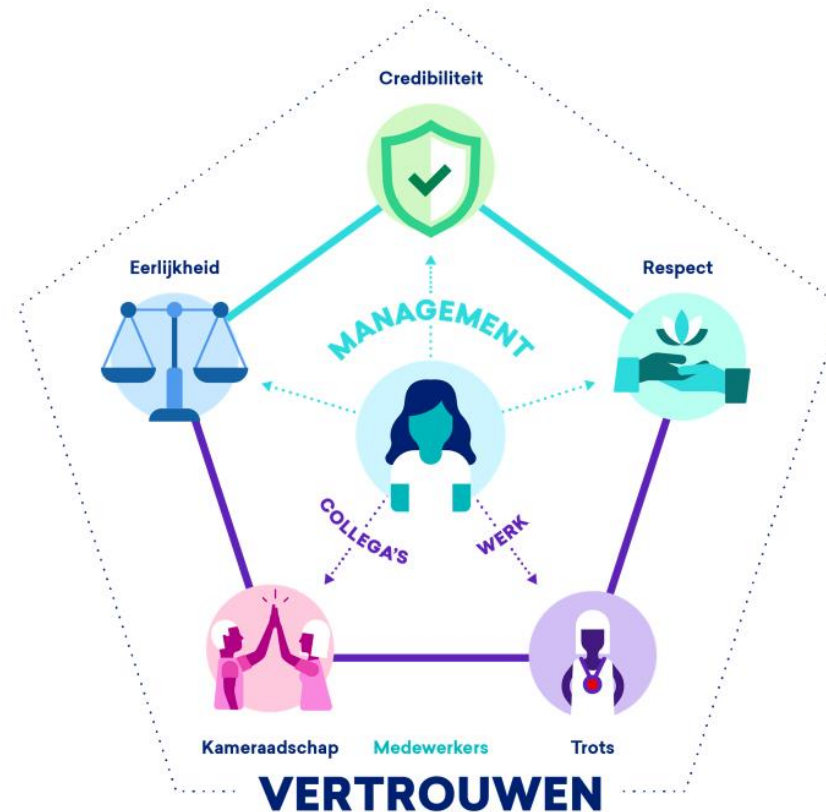 Credibiliteit
Eerlijkheid
Respect
MANAGEMENT
COLLEGA'S
WERK
Kameraadschap
Medewerkers
Trots
VERTROUWEN